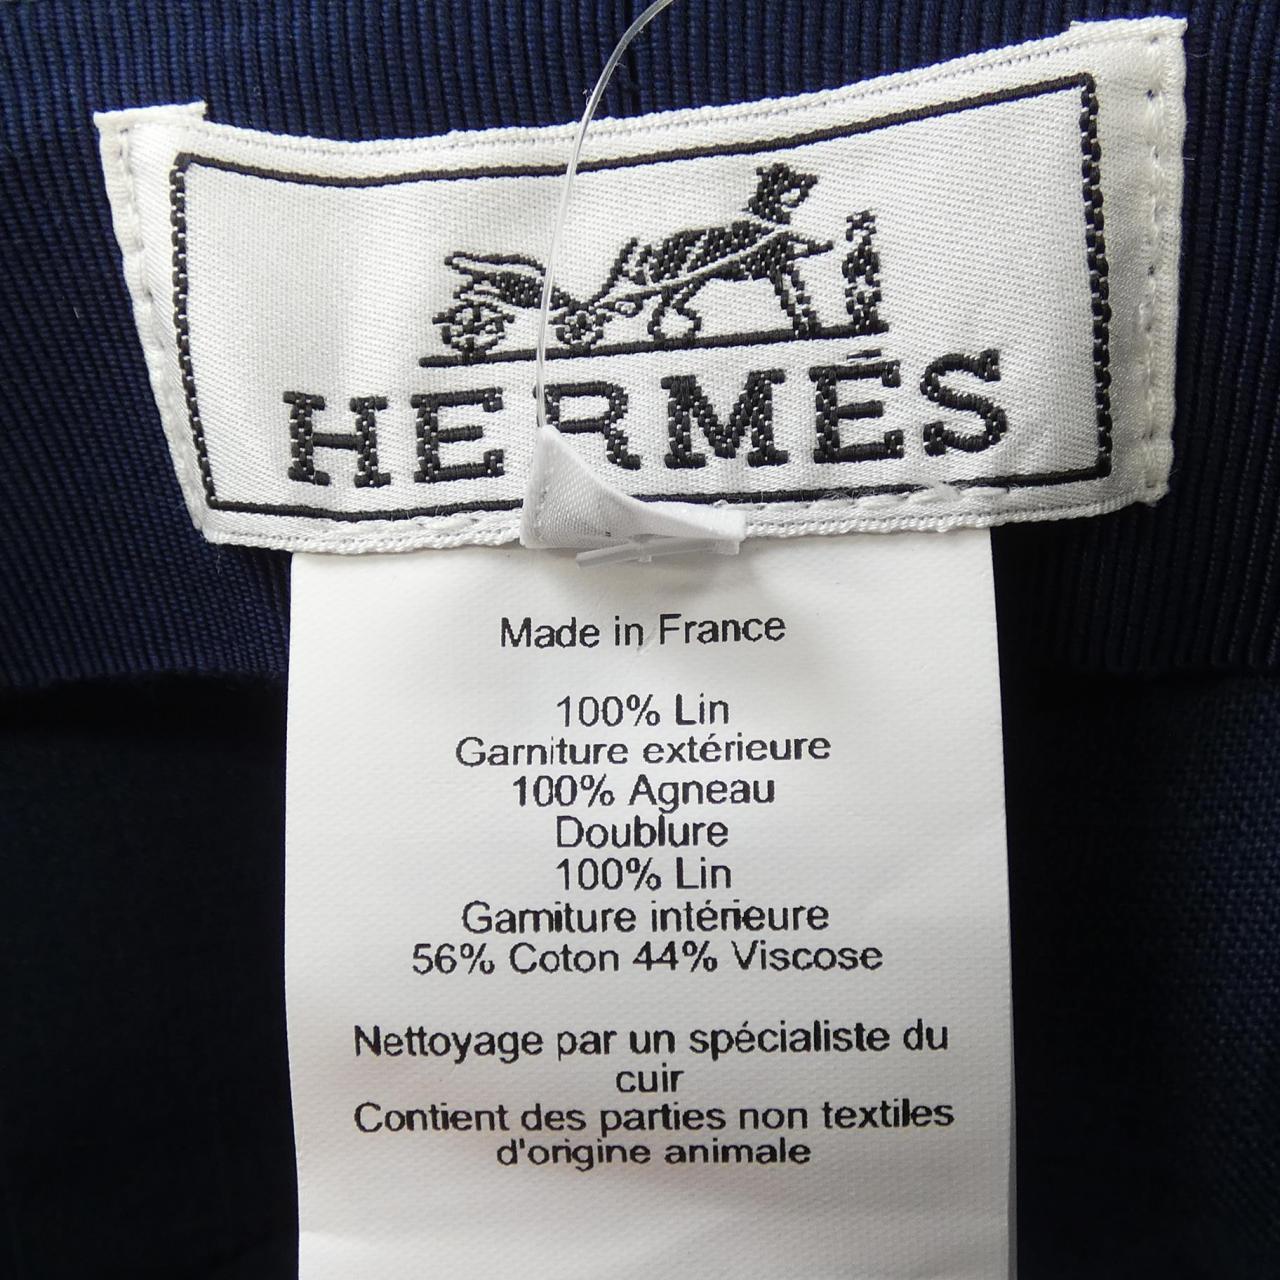 HERMÈS
Made in France
100% Lin
Garniture extérieure
100% Agneau
Doublure
100% Lin
Garniture intérieure
56% Coton 44% Viscose
Nettoyage par un spécialiste du
cuir
Contient des parties non textiles
d'origine animale